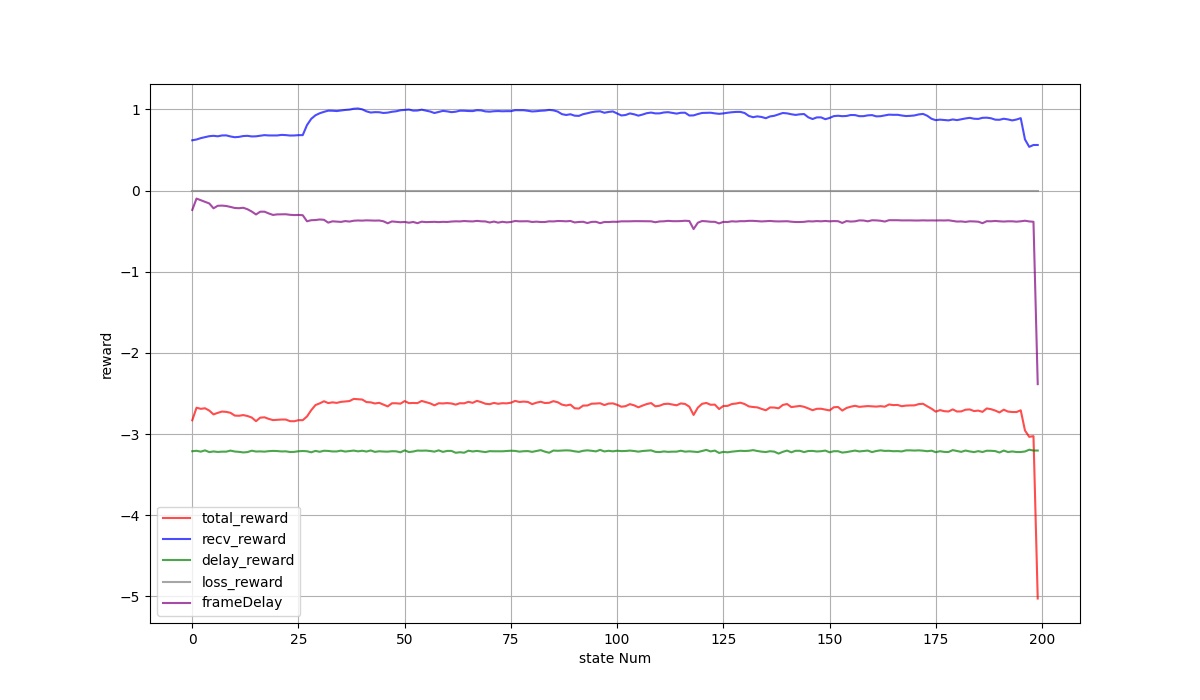 1
0
−1
−2
−3
−4
−5
reward
total_reward
recv_reward
delay_reward
loss_reward
frameDelay
0 25 50 75 100 125 150 175 200
state Num